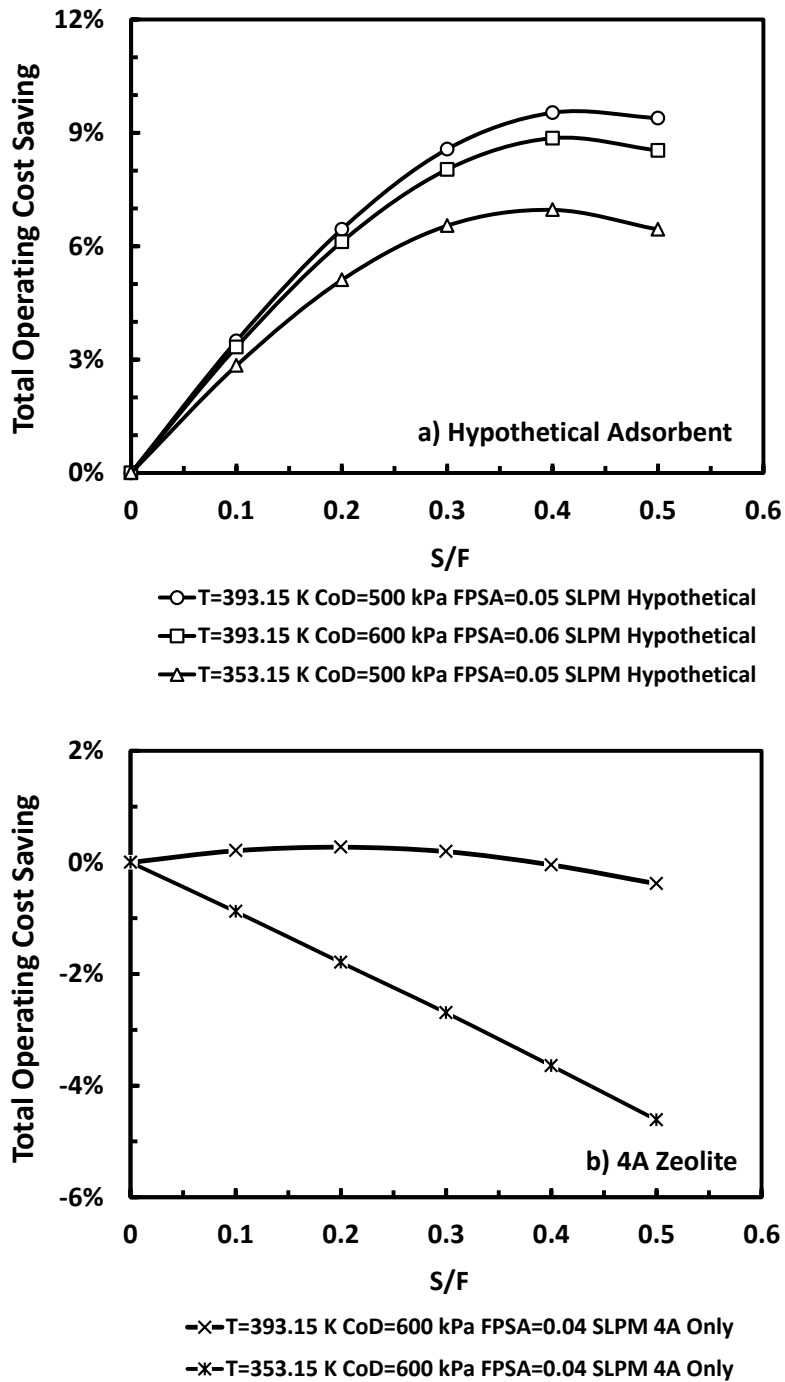 12%
9%
6%
3%
0%
Total Operating Cost Saving
a) Hypothetical Adsorbent
0 0.1 0.2 0.3 0.4 0.5 0.6
S/F
T=393.15 K CoD=500 kPa FPSA=0.05 SLPM Hypothetical
T=393.15 K CoD=600 kPa FPSA=0.06 SLPM Hypothetical
T=353.15 K CoD=500 kPa FPSA=0.05 SLPM Hypothetical
2%
0%
-2%
-4%
-6%
Total Operating Cost Saving
b) 4A Zeolite
0 0.1 0.2 0.3 0.4 0.5 0.6
S/F
T=393.15 K CoD=600 kPa FPSA=0.04 SLPM 4A Only
T=353.15 K CoD=600 kPa FPSA=0.04 SLPM 4A Only